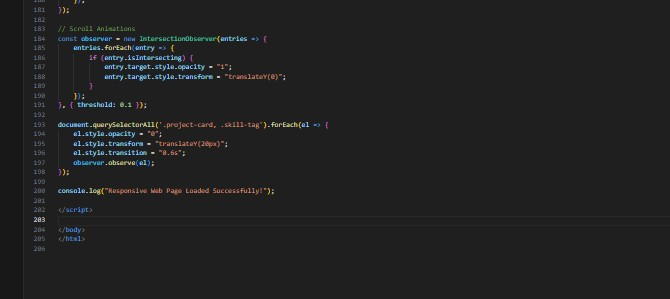 180 });
181 });
182
183 // Scroll Animations
184 const observer = new IntersectionObserver(entries => {
185 entries.forEach(entry => {
186 if (entry.isIntersecting) {
187 entry.target.style.opacity = "1";
188 entry.target.style.transform = "translateY(0)";
189 }
190 });
191 }, { threshold: 0.1 });
192
193 document.querySelectorAll('.project-card, .skill-tag').forEach(el => {
194 el.style.opacity = "0";
195 el.style.transform = "translateY(20px)";
196 el.style.transition = "0.6s";
197 observer.observe(el);
198 });
199
200 console.log("Responsive Web Page Loaded Successfully!");
201
202 </script>
203
204 </body>
205 </html>
206